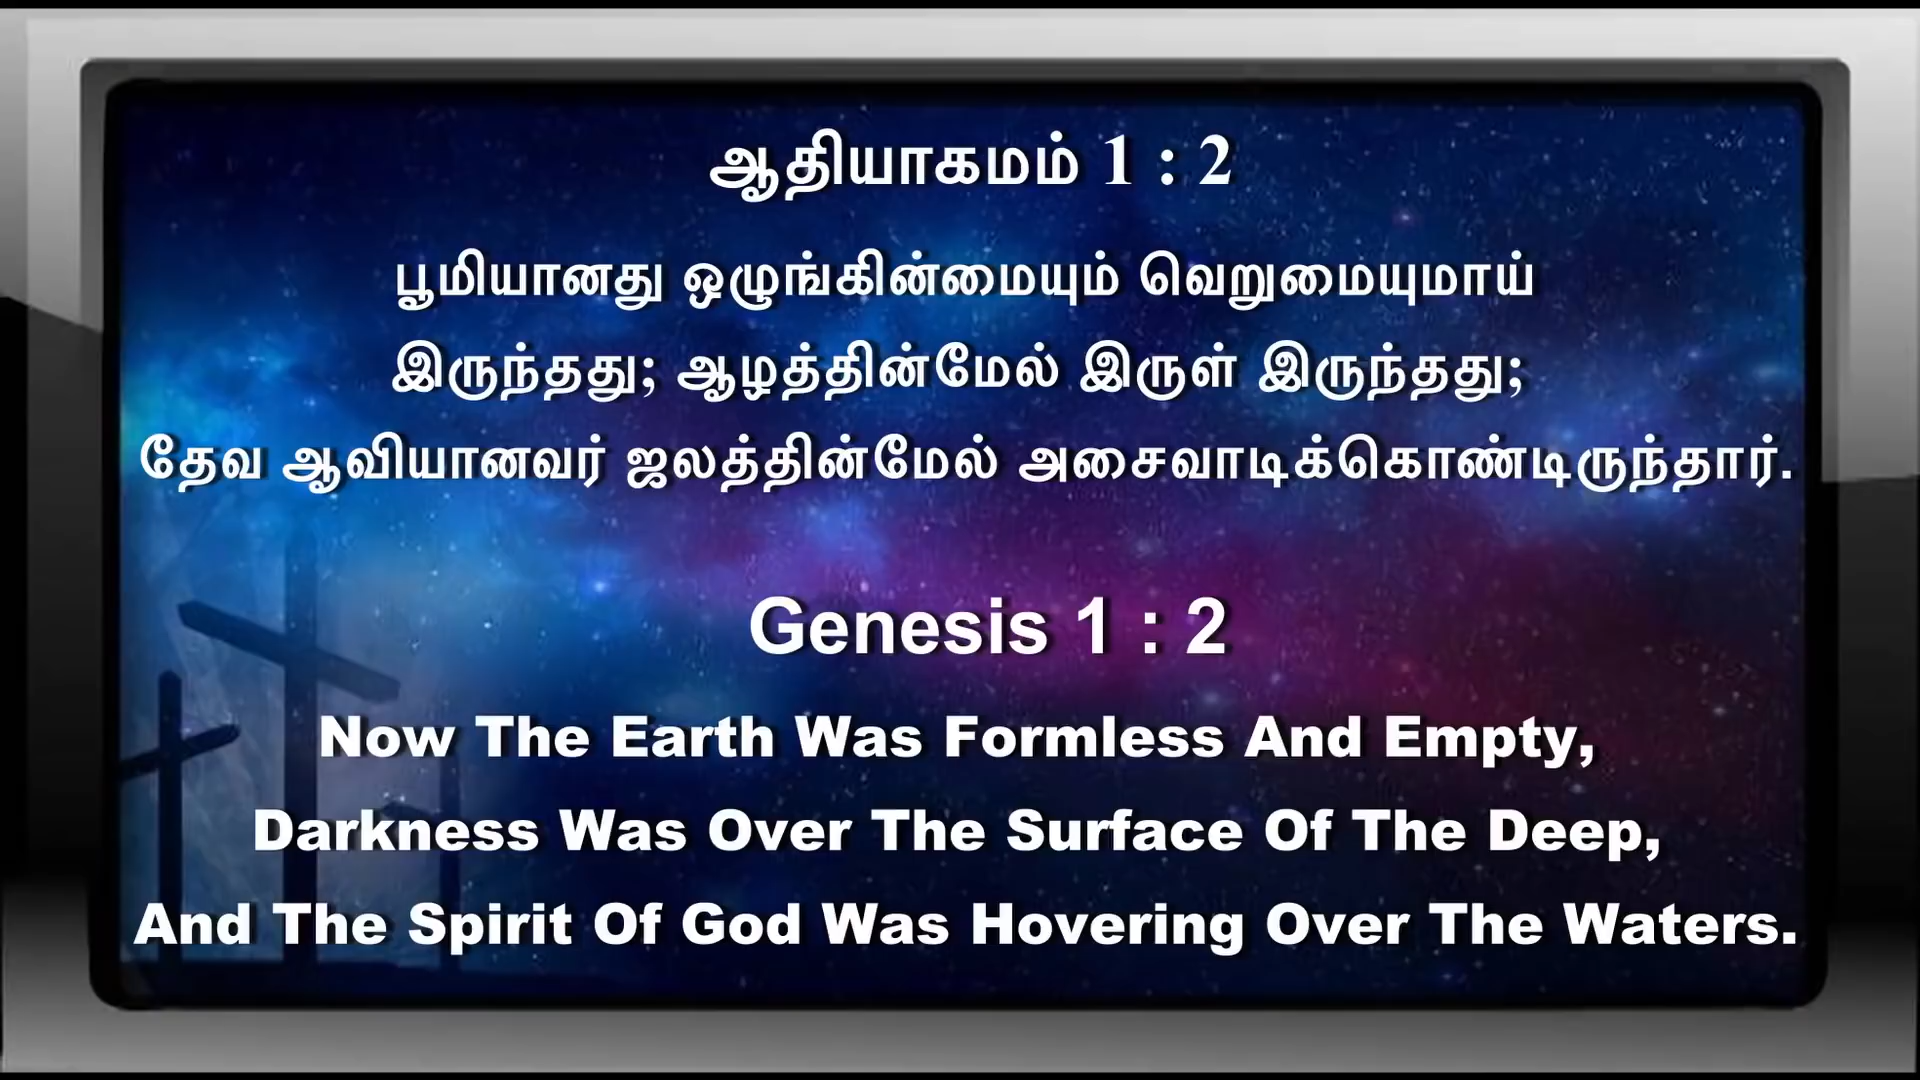 ஆதியாகமம் 1 : 2
பூமியானது ஒழுங்கின்மையும் வெறுமையுமாய்
இருந்தது; ஆழத்தின்மேல் இருள் இருந்தது;
தேவ ஆவியானவர் ஜலத்தின்மேல் அசைவாடிக்கொண்டிருந்தார்.
Genesis 1 : 2
Now The Earth Was Formless And Empty,
Darkness Was Over The Surface Of The Deep,
And The Spirit Of God Was Hovering Over The Waters.